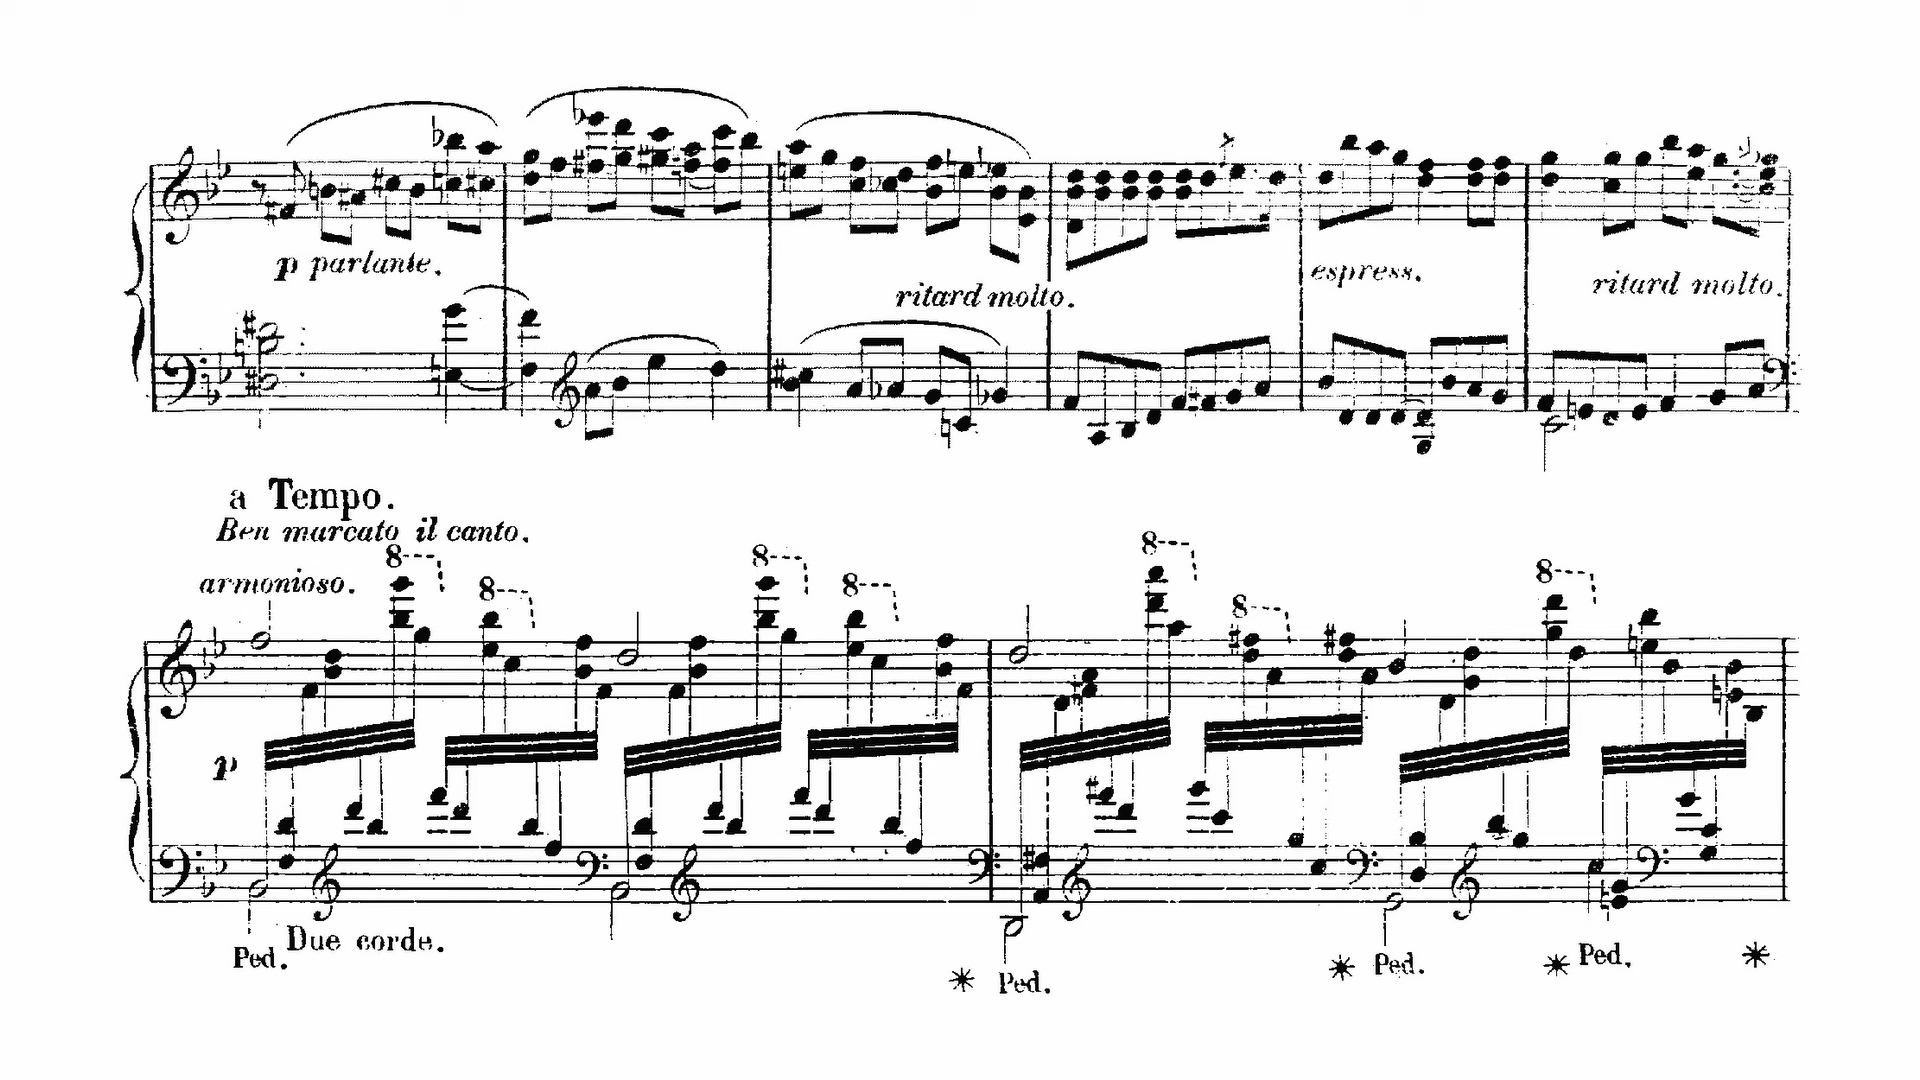 p parlante.
ritard molto.
espress.
ritard molto.
a Tempo.
Ben marcato il canto.
8 8 8 8 8 8 8
armonioso.
p
Due corde.
Ped. * Ped. * Ped. * Ped. *